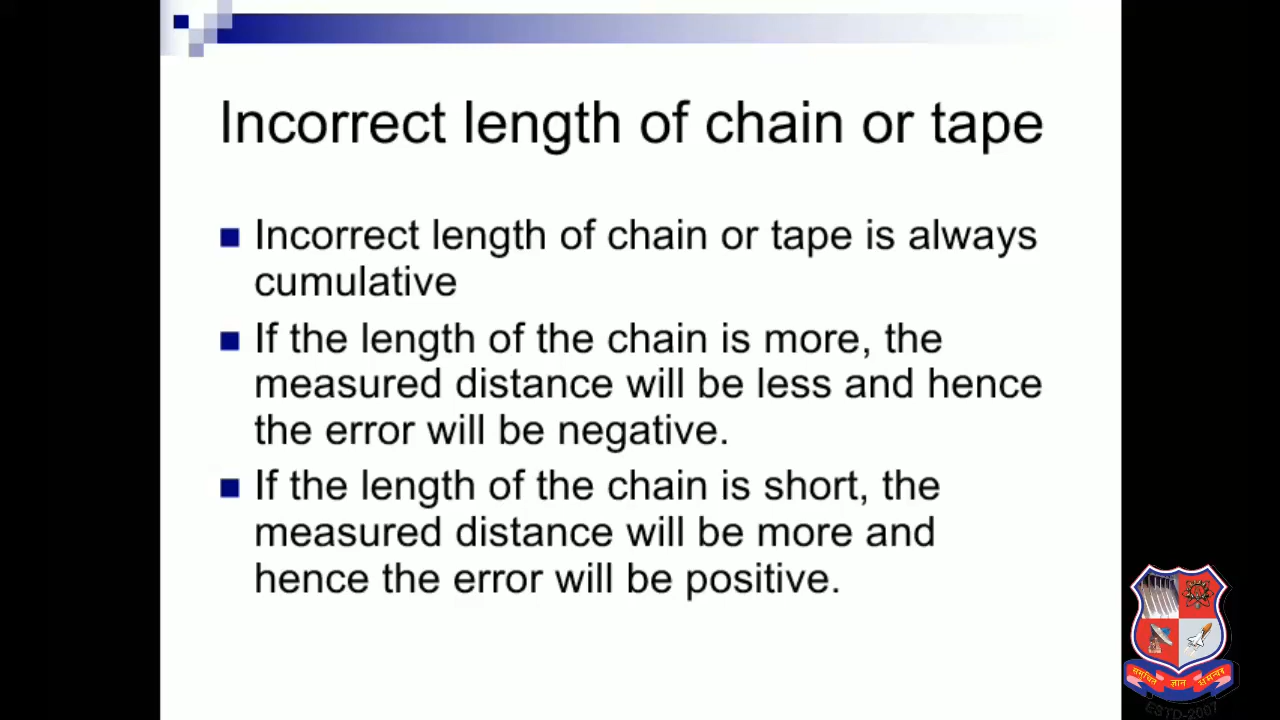 Incorrect length of chain or tape
Incorrect length of chain or tape is always
cumulative
If the length of the chain is more, the
measured distance will be less and hence
the error will be negative.
If the length of the chain is short, the
measured distance will be more and
hence the error will be positive.
ज्ञान
ESTD-2007